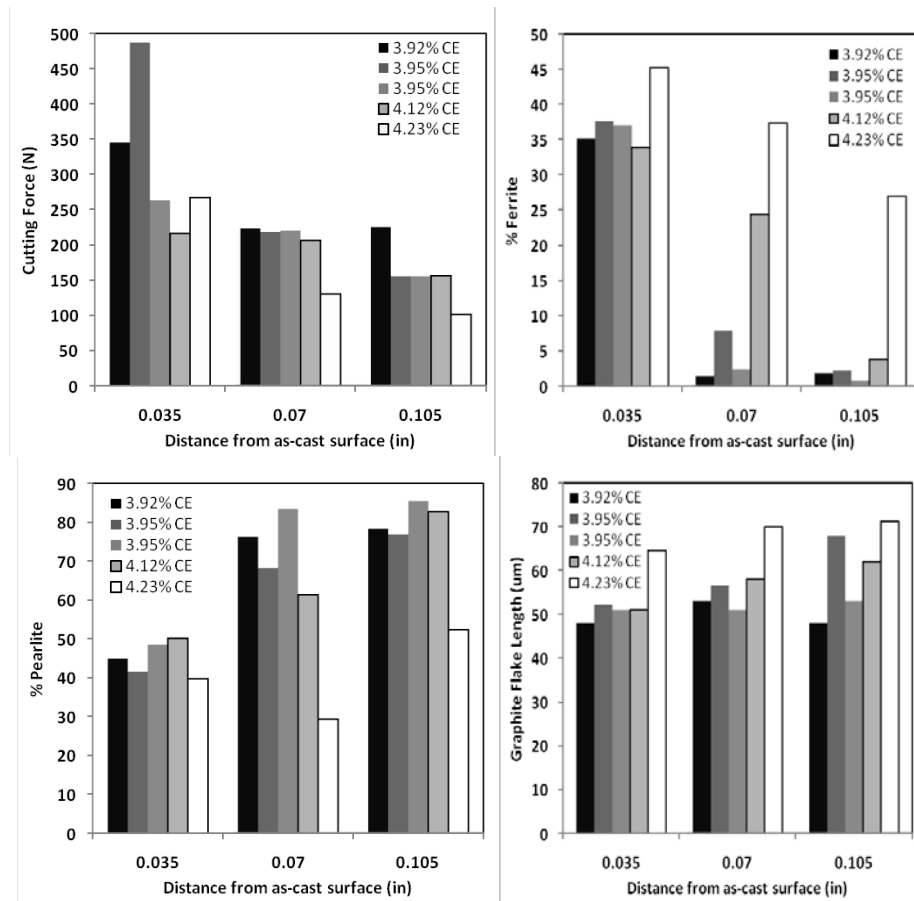 500
450
400
350
300
250
200
150
100
50
0
Cutting Force (N)
3.92% CE
3.95% CE
3.95% CE
4.12% CE
4.23% CE
0.035 0.07 0.105
Distance from as-cast surface (in)
50
45
40
35
30
25
20
15
10
5
0
% Ferrite
3.92% CE
3.95% CE
3.95% CE
4.12% CE
4.23% CE
0.035 0.07 0.105
Distance from as-cast surface (in)
90
80
70
60
50
40
30
20
10
0
% Pearlite
3.92% CE
3.95% CE
3.95% CE
4.12% CE
4.23% CE
0.035 0.07 0.105
Distance from as-cast surface (in)
80
70
60
50
40
30
20
10
0
Graphite Flake Length (um)
3.92% CE
3.95% CE
3.95% CE
4.12% CE
4.23% CE
0.035 0.07 0.105
Distance from as-cast surface (in)